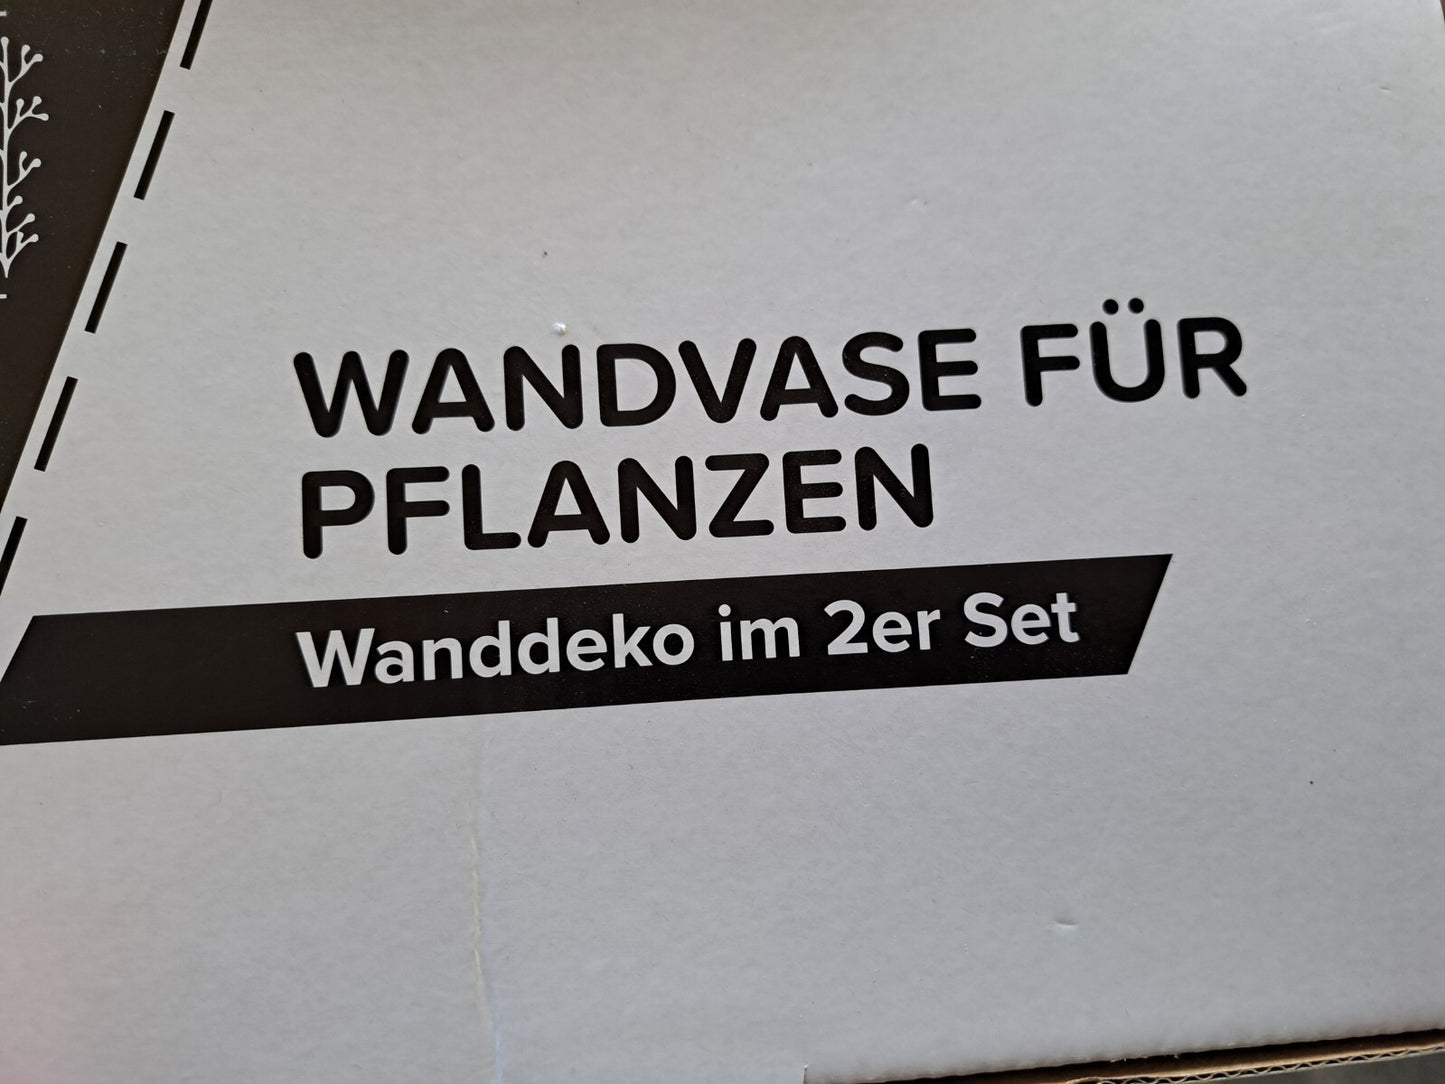 WANDVASE FÜR
PFLANZEN
Wanddeko im 2er Set